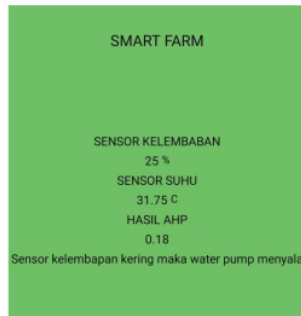 SMART FARM
SENSOR KELEMBABAN
25 %
SENSOR SUHU
31.75 C
HASIL AHP
0.18
Sensor kelembapan kering maka water pump menyala